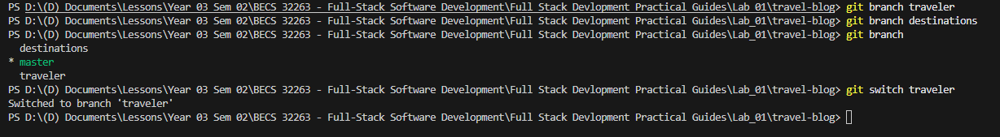 PS D:\(D) Documents\Lessons\Year 03 Sem 02\BECS 32263 - Full-Stack Software Development\Full Stack Devlopment Practical Guides\Lab_01\travel-blog> git branch traveler
PS D:\(D) Documents\Lessons\Year 03 Sem 02\BECS 32263 - Full-Stack Software Development\Full Stack Devlopment Practical Guides\Lab_01\travel-blog> git branch destinations
PS D:\(D) Documents\Lessons\Year 03 Sem 02\BECS 32263 - Full-Stack Software Development\Full Stack Devlopment Practical Guides\Lab_01\travel-blog> git branch
  destinations
* master
  traveler
PS D:\(D) Documents\Lessons\Year 03 Sem 02\BECS 32263 - Full-Stack Software Development\Full Stack Devlopment Practical Guides\Lab_01\travel-blog> git switch traveler
Switched to branch 'traveler'
PS D:\(D) Documents\Lessons\Year 03 Sem 02\BECS 32263 - Full-Stack Software Development\Full Stack Devlopment Practical Guides\Lab_01\travel-blog>